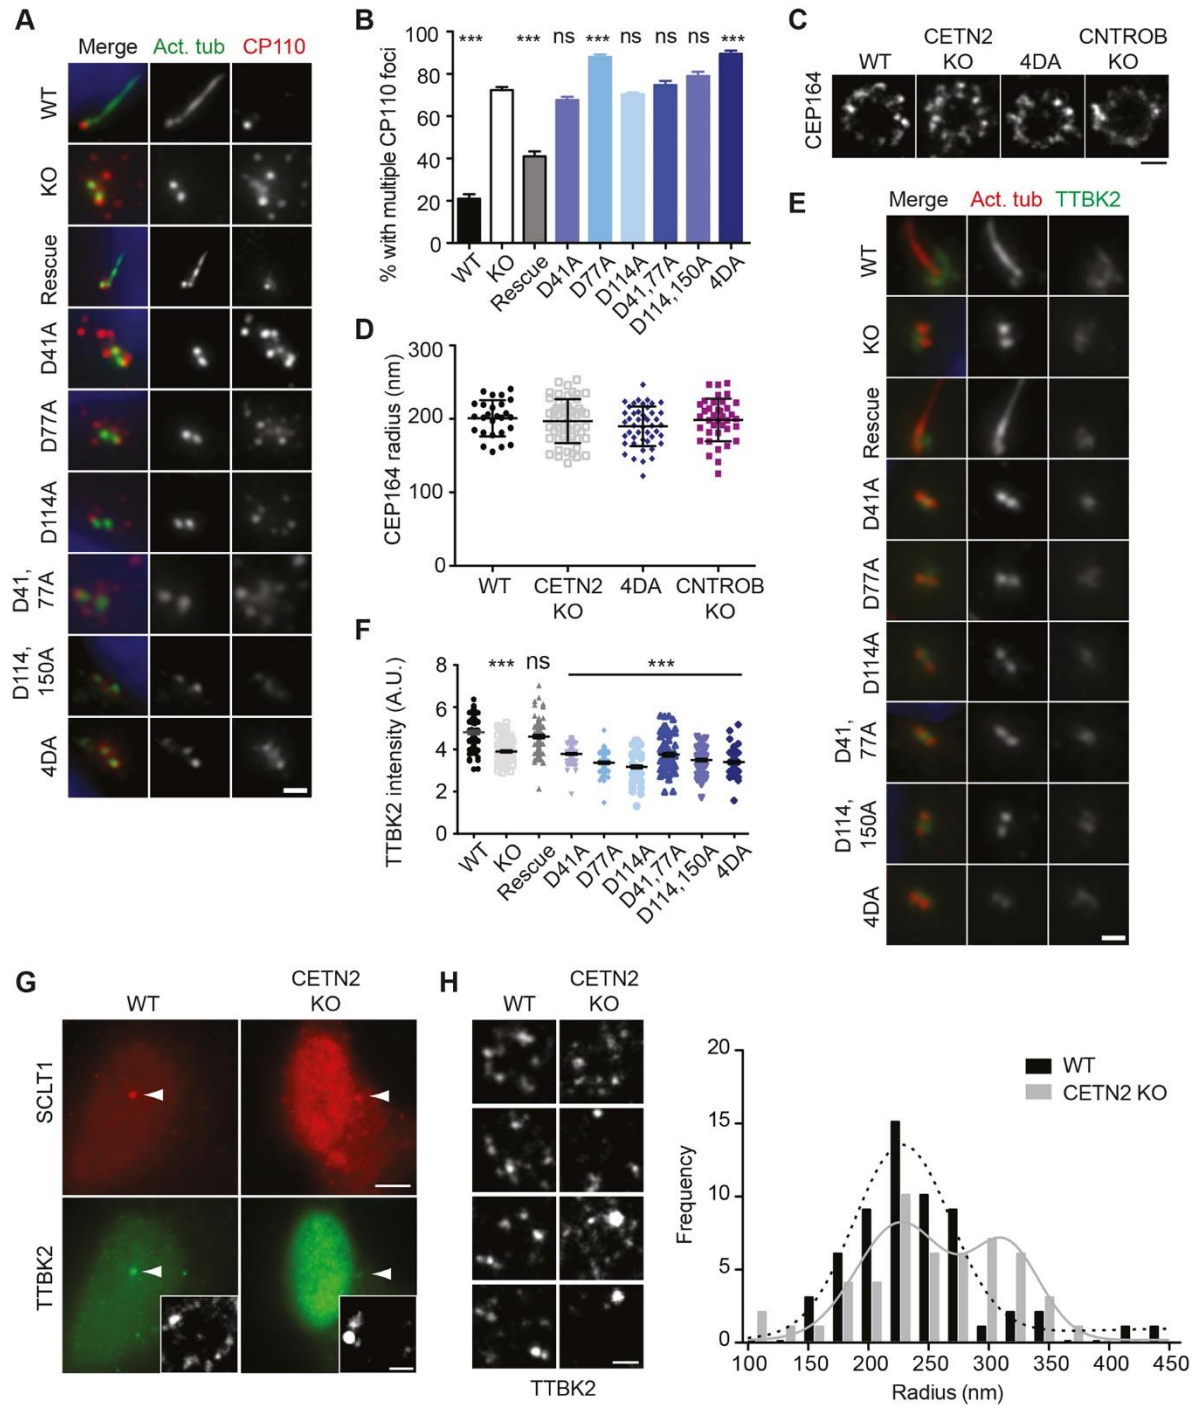 A
Merge Act. tub CP110
WT
KO
Rescue
D41A
D77A
D114A
D41,
77A
D114,
150A
4DA
B
% with multiple CP110 foci
100
80
60
40
20
0
*** *** ns *** ns ns ns ***
WT KO Rescue D41A D77A D114A D41,77A D114,150A 4DA
C
CEP164
WT CETN2 KO 4DA CNTROB KO
D
CEP164 radius (nm)
300
200
100
0
WT CETN2 KO 4DA CNTROB KO
E
Merge Act. tub TTBK2
WT
KO
Rescue
D41A
D77A
D114A
D41,
77A
D114,
150A
4DA
F
TTBK2 intensity (A.U.)
8
6
4
2
0
*** ns ***
WT KO Rescue D41A D77A D114A D41,77A D114,150A 4DA
G
WT CETN2 KO
SCLT1
TTBK2
H
WT CETN2 KO
TTBK2
Frequency
20
15
10
5
0
WT
CETN2 KO
100 150 200 250 300 350 400 450
Radius (nm)